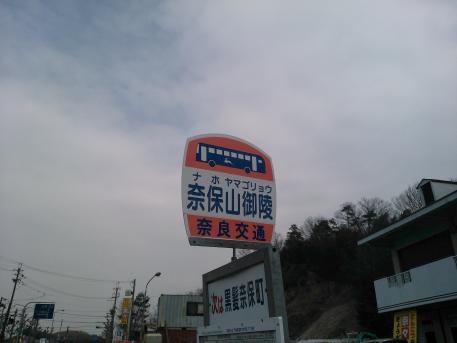 ナホ ヤマゴリョウ
奈保山御陵
奈良交通
次は 黒髪奈保町